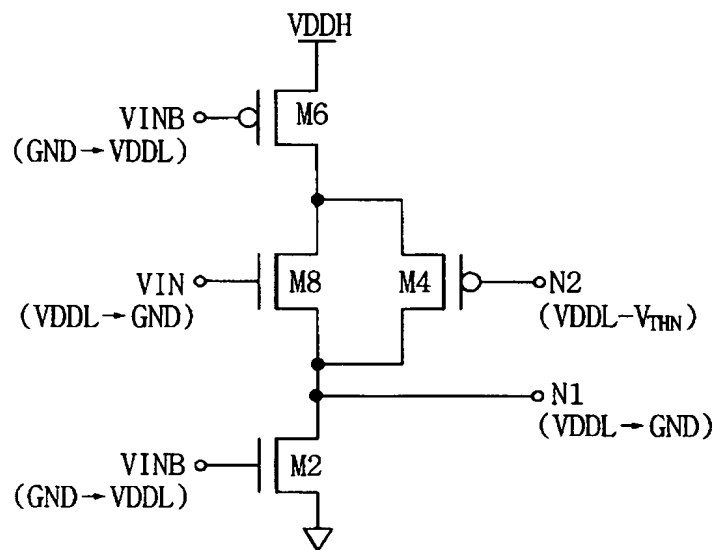 VDDH
VINB
M6
(GND→VDDL)
VIN
M8
M4
N2
(VDDL→GND)
(VDDL-VTHN)
N1
(VDDL→GND)
VINB
M2
(GND→VDDL)